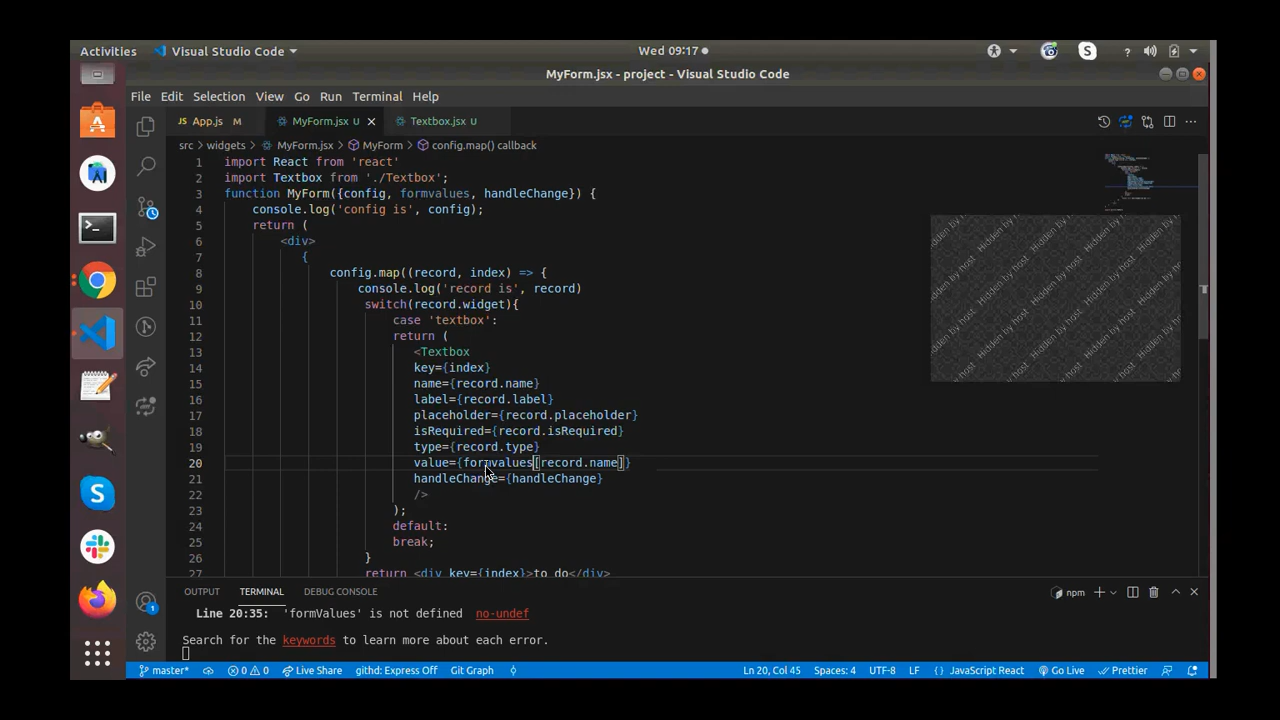 Activities
Visual Studio Code
Wed 09:17
?
MyForm.jsx - project - Visual Studio Code
File Edit Selection View Go Run Terminal Help
JS App.js M
MyForm.jsx U
Textbox.jsx U
src > widgets > MyForm.jsx > MyForm > config.map() callback
1 import React from 'react'
2 import Textbox from './Textbox';
3 function MyForm({config, formvalues, handleChange}) {
4 console.log('config is', config);
5 return (
6 <div>
7 {
8 config.map((record, index) => {
9 console.log('record is', record)
10 switch(record.widget){
11 case 'textbox':
12 return (
13 <Textbox
14 key={index}
15 name={record.name}
16 label={record.label}
17 placeholder={record.placeholder}
18 isRequired={record.isRequired}
19 type={record.type}
20 value={formvalues[record.name]}
21 handleChange={handleChange}
22 />
23 );
24 default:
25 break;
26 }
27 return <div key={index}>to do</div>
Hidden by host
OUTPUT TERMINAL DEBUG CONSOLE
npm
Line 20:35: 'formValues' is not defined no-undef
Search for the keywords to learn more about each error.
master* 0 0 Live Share githd: Express Off Git Graph
Ln 20, Col 45 Spaces: 4 UTF-8 LF {} JavaScript React Go Live Prettier